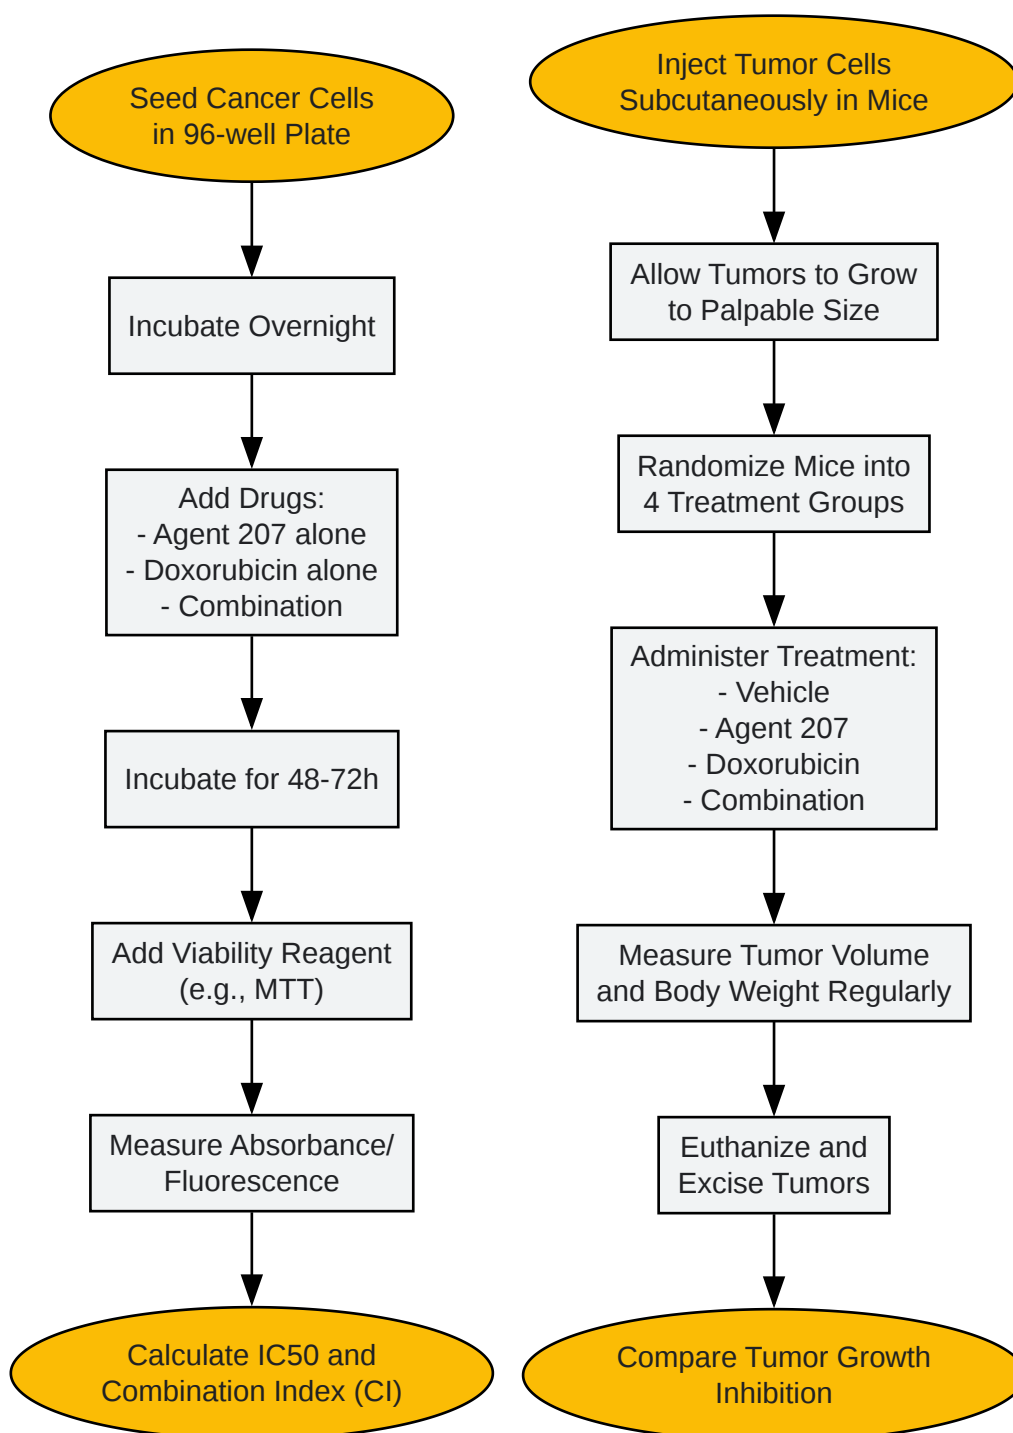 Seed Cancer Cells
in 96-well Plate
Incubate Overnight
Add Drugs:
- Agent 207 alone
- Doxorubicin alone
- Combination
Incubate for 48-72h
Add Viability Reagent
(e.g., MTT)
Measure Absorbance/
Fluorescence
Calculate IC50 and
Combination Index (CI)
Inject Tumor Cells
Subcutaneously in Mice
Allow Tumors to Grow
to Palpable Size
Randomize Mice into
4 Treatment Groups
Administer Treatment:
- Vehicle
- Agent 207
- Doxorubicin
- Combination
Measure Tumor Volume
and Body Weight Regularly
Euthanize and
Excise Tumors
Compare Tumor Growth
Inhibition